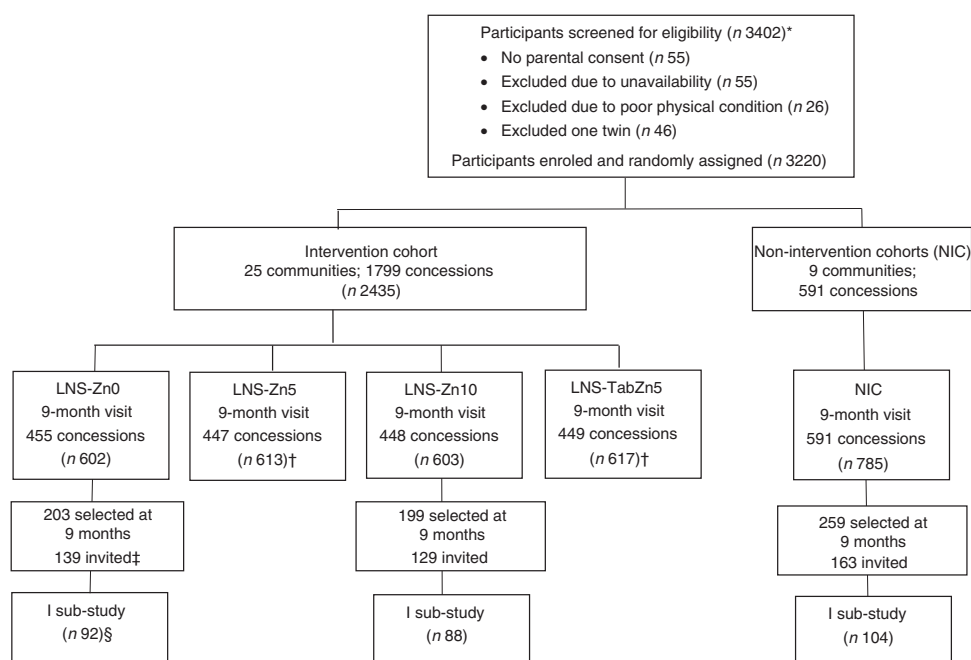 Participants screened for eligibility (n 3402)*
• No parental consent (n 55)
• Excluded due to unavailability (n 55)
• Excluded due to poor physical condition (n 26)
• Excluded one twin (n 46)
Participants enroled and randomly assigned (n 3220)
Intervention cohort
25 communities; 1799 concessions
(n 2435)
Non-intervention cohorts (NIC)
9 communities;
591 concessions
LNS-Zn0
9-month visit
455 concessions
(n 602)
LNS-Zn5
9-month visit
447 concessions
(n 613)†
LNS-Zn10
9-month visit
448 concessions
(n 603)
LNS-TabZn5
9-month visit
449 concessions
(n 617)†
NIC
9-month visit
591 concessions
(n 785)
203 selected at
9 months
139 invited‡
199 selected at
9 months
129 invited
259 selected at
9 months
163 invited
I sub-study
(n 92)§
I sub-study
(n 88)
I sub-study
(n 104)